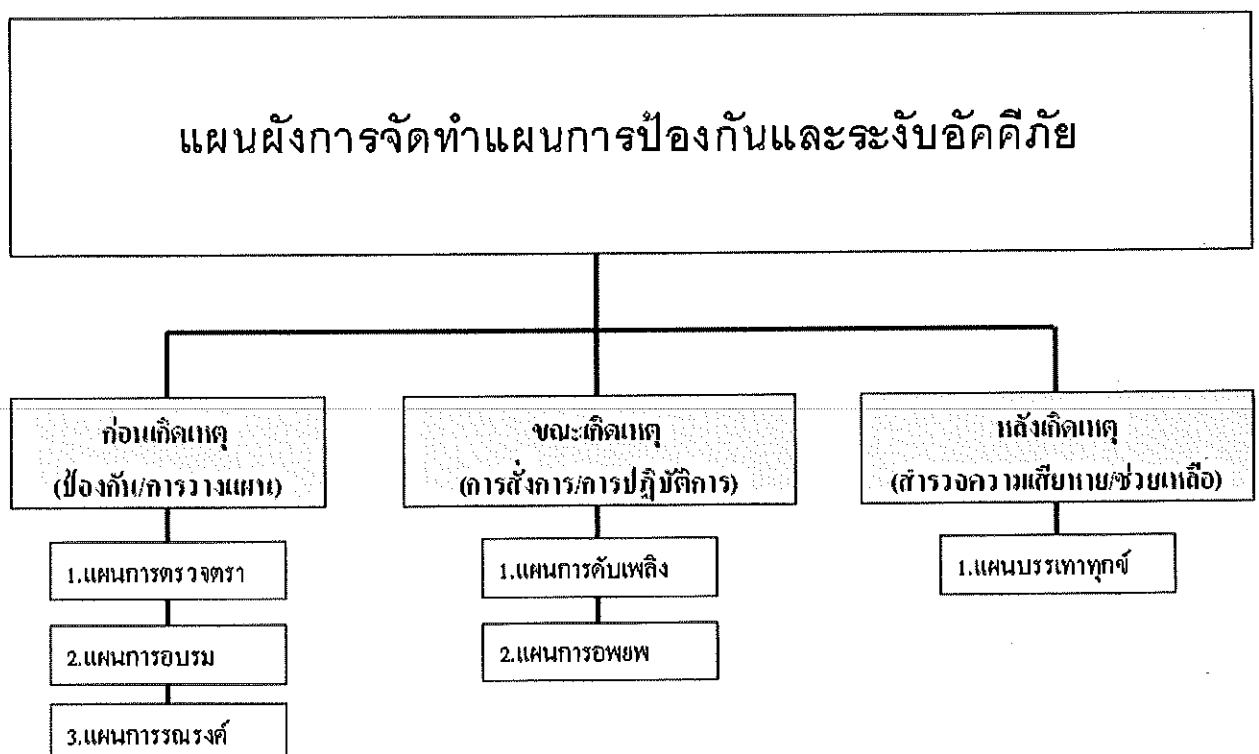 แผนผังการจัดทำแผนการป้องกันและระงับอัคคีภัย
ก่อนเกิดเหตุ
(ป้องกัน/การวางแผน)
1.แผนการตรวจตรา
2.แผนการอบรม
3.แผนการรณรงค์
ขณะเกิดเหตุ
(การสั่งการ/การปฏิบัติการ)
1.แผนการดับเพลิง
2.แผนการอพยพ
หลังเกิดเหตุ
(สำรวจความเสียหาย/ช่วยเหลือ)
1.แผนบรรเทาทุกข์